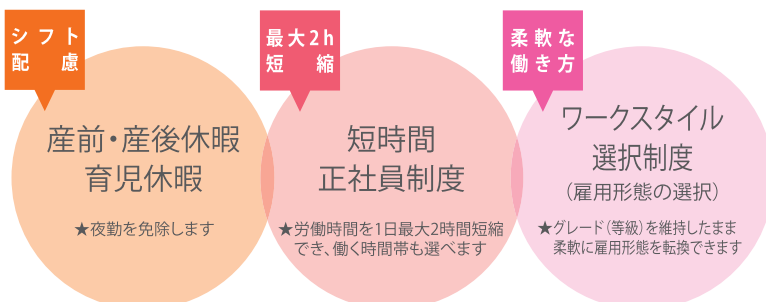 シフト
配慮
産前・産後休暇
育児休暇
★夜勤を免除します
最大2h
短縮
短時間
正社員制度
★労働時間を1日最大2時間短縮
でき、働く時間帯も選べます
柔軟な
働き方
ワークスタイル
選択制度
（雇用形態の選択）
★グレード（等級）を維持したまま
柔軟に雇用形態を転換できます